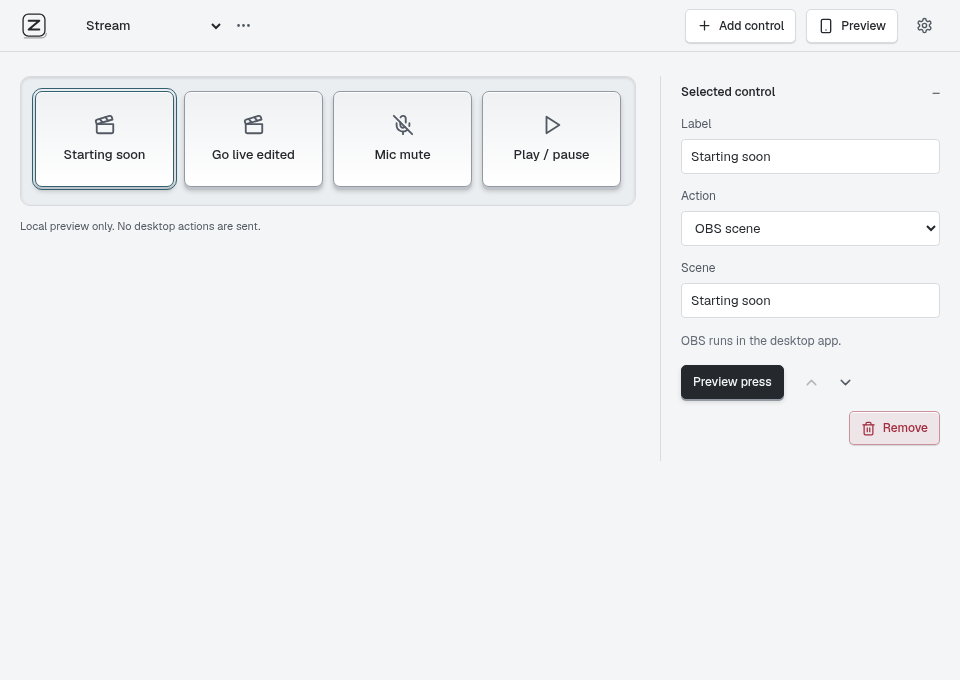 Stream
Add control
Preview
Starting soon
Go live edited
Mic mute
Play / pause
Local preview only. No desktop actions are sent.
Selected control
Label
Starting soon
Action
OBS scene
Scene
Starting soon
OBS runs in the desktop app.
Preview press
Remove